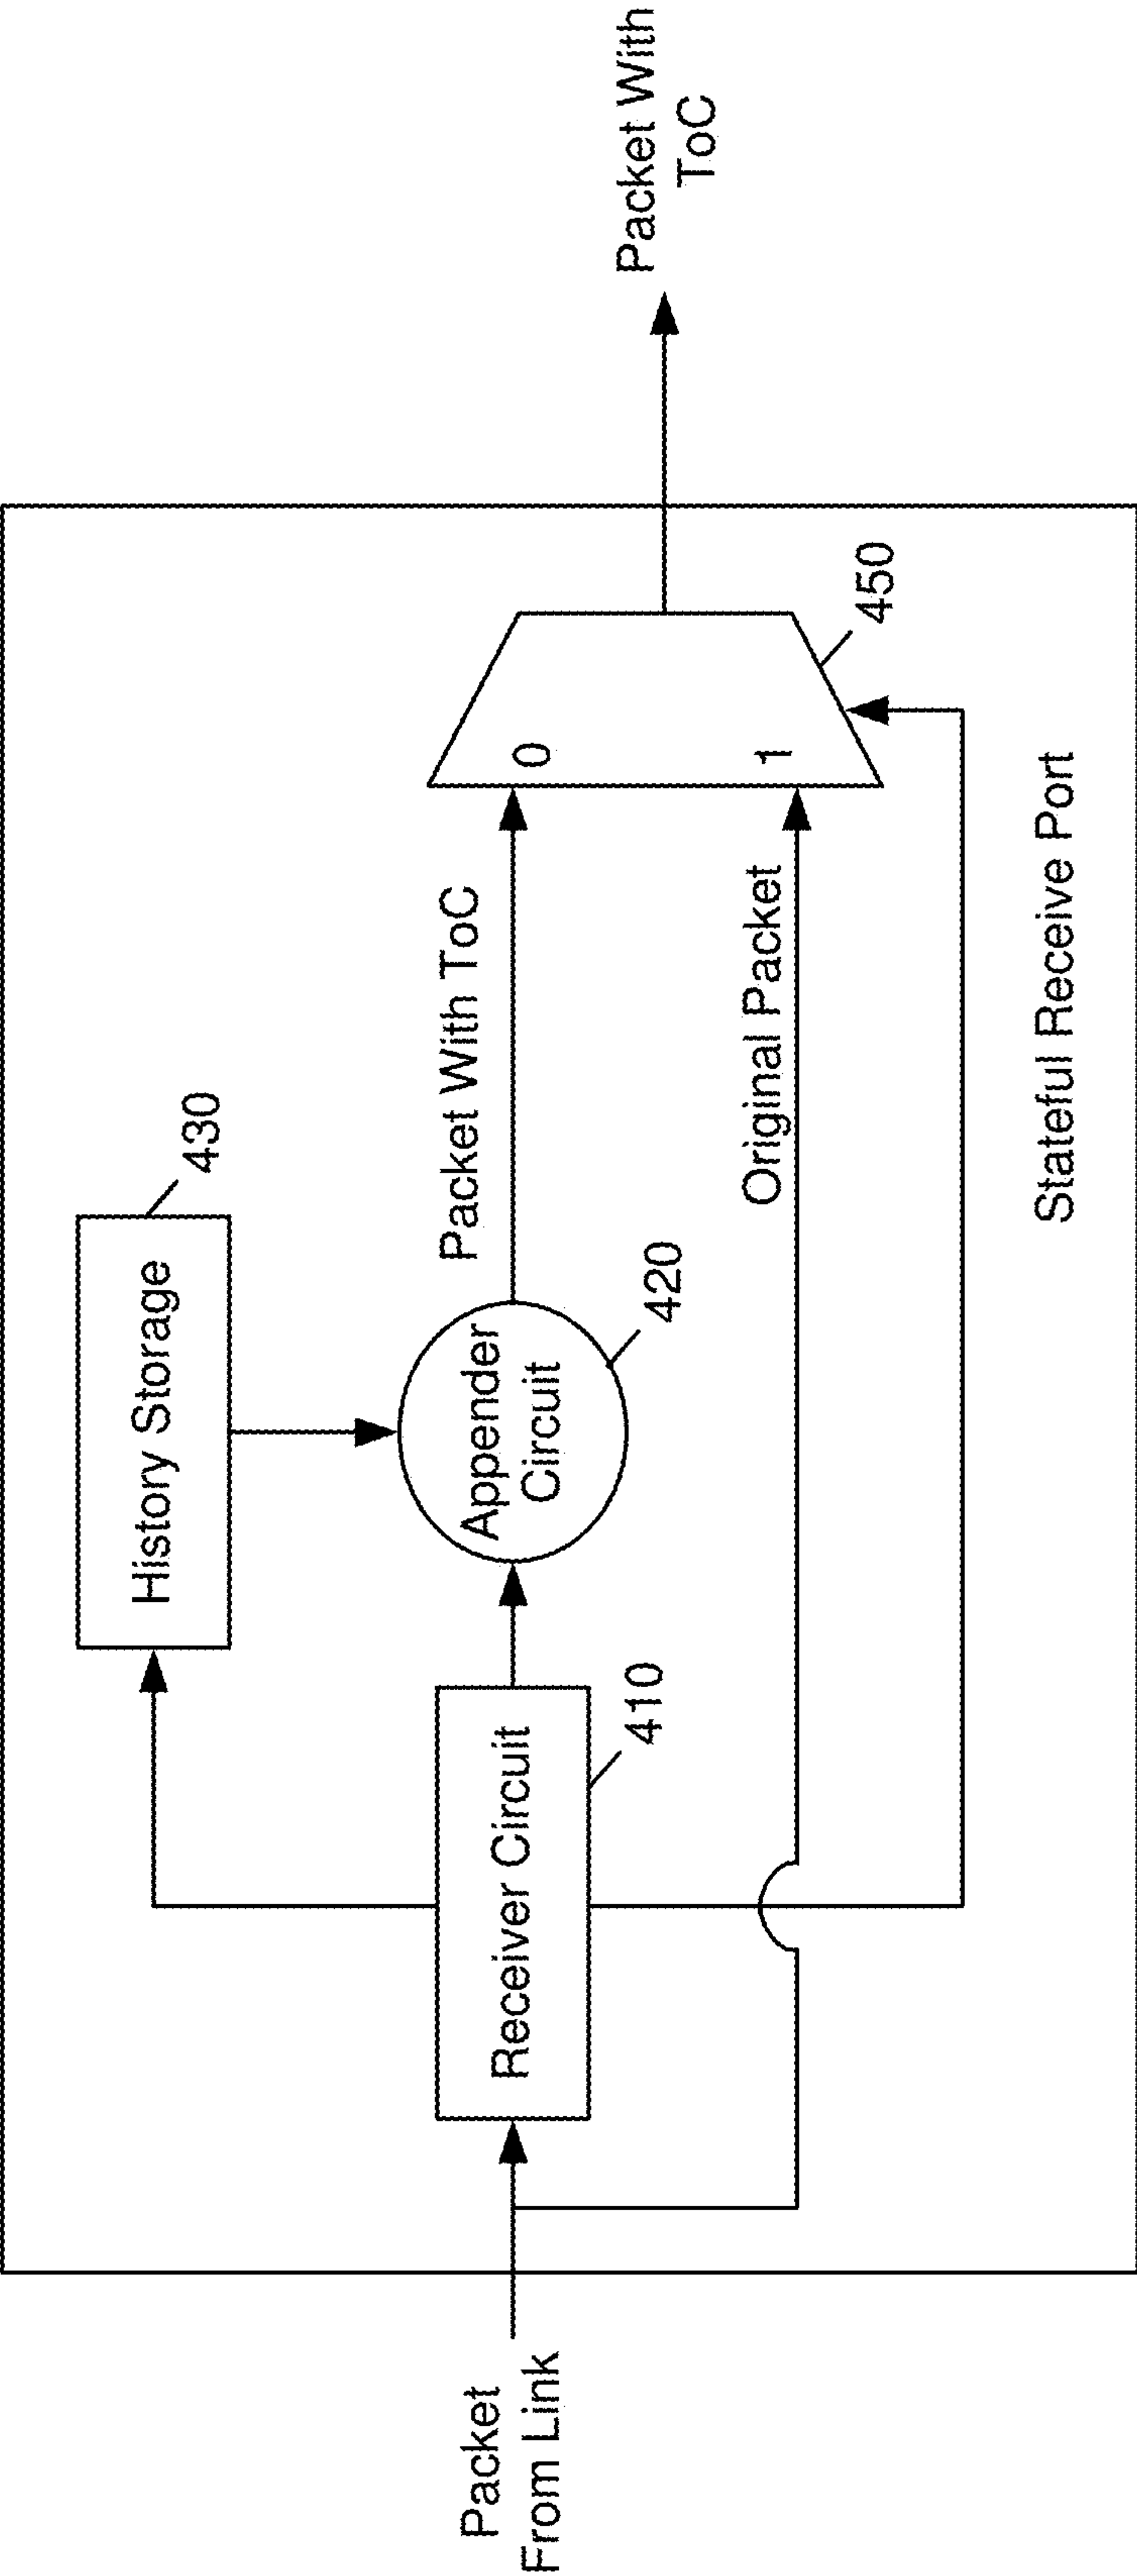 Packet
From Link
Receiver Circuit
410
History Storage
430
Appender
Circuit
420
Packet With ToC
Original Packet
0
1
450
Stateful Receive Port
Packet With
ToC